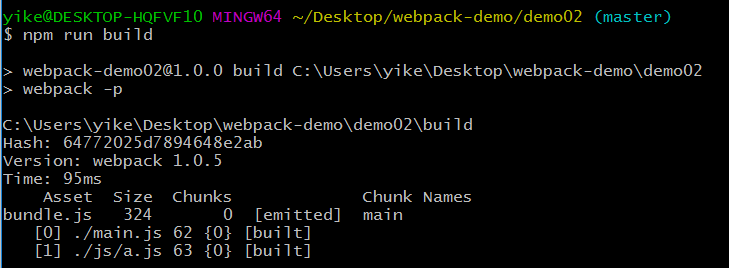 yike@DESKTOP-HQFVF10 MINGW64 ~/Desktop/webpack-demo/demo02 (master)
$ npm run build
> webpack-demo02@1.0.0 build C:\Users\yike\Desktop\webpack-demo\demo02
> webpack -p
C:\Users\yike\Desktop\webpack-demo\demo02\build
Hash: 64772025d7894648e2ab
Version: webpack 1.0.5
Time: 95ms
Asset Size Chunks Chunk Names
bundle.js 324 0 [emitted] main
[0] ./main.js 62 {0} [built]
[1] ./js/a.js 63 {0} [built]